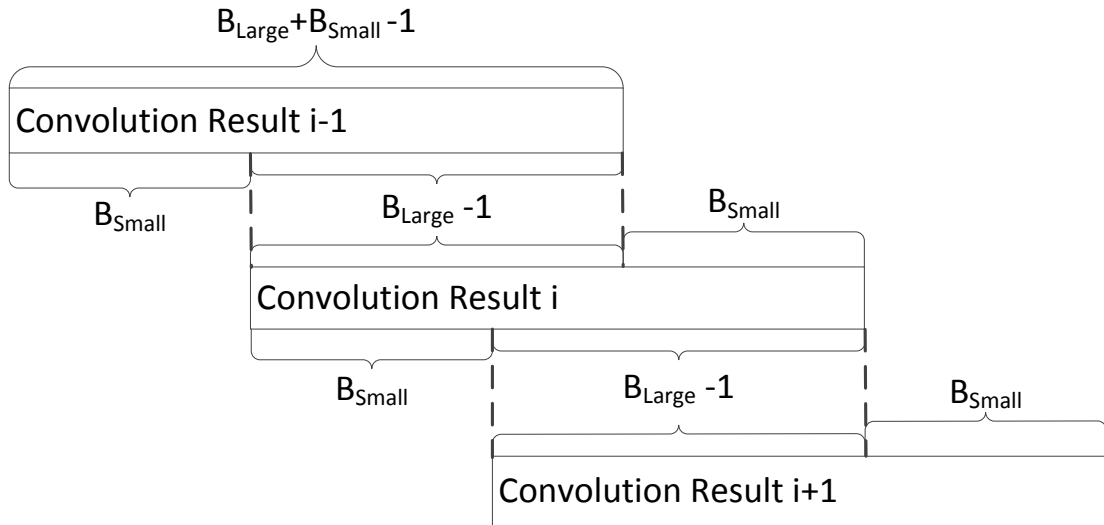 B_Large+B_Small -1
Convolution Result i-1
B_Small
B_Large -1
B_Small
Convolution Result i
B_Small
B_Large -1
B_Small
Convolution Result i+1